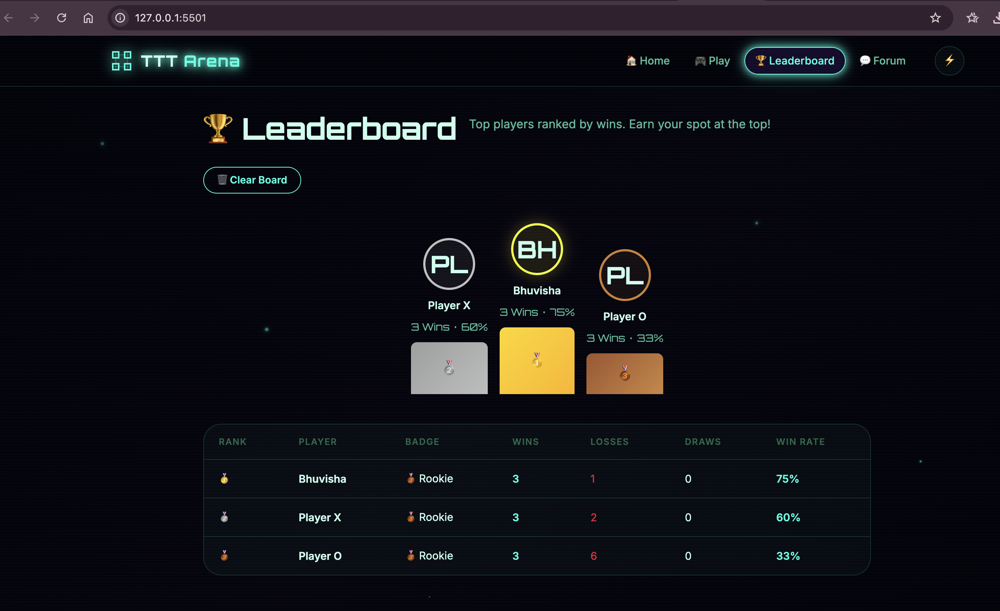 127.0.0.1:5501
TTT Arena
🏠 Home 🎮 Play 🏆 Leaderboard 💬 Forum ⚡
🏆 Leaderboard
Top players ranked by wins. Earn your spot at the top!
🗑️ Clear Board
PL
Player X
3 Wins · 60%
2
BH
Bhuvisha
3 Wins · 75%
1
PL
Player O
3 Wins · 33%
3
RANK PLAYER BADGE WINS LOSSES DRAWS WIN RATE
🥇 Bhuvisha 🥉 Rookie 3 1 0 75%
🥈 Player X 🥉 Rookie 3 2 0 60%
🥉 Player O 🥉 Rookie 3 6 0 33%